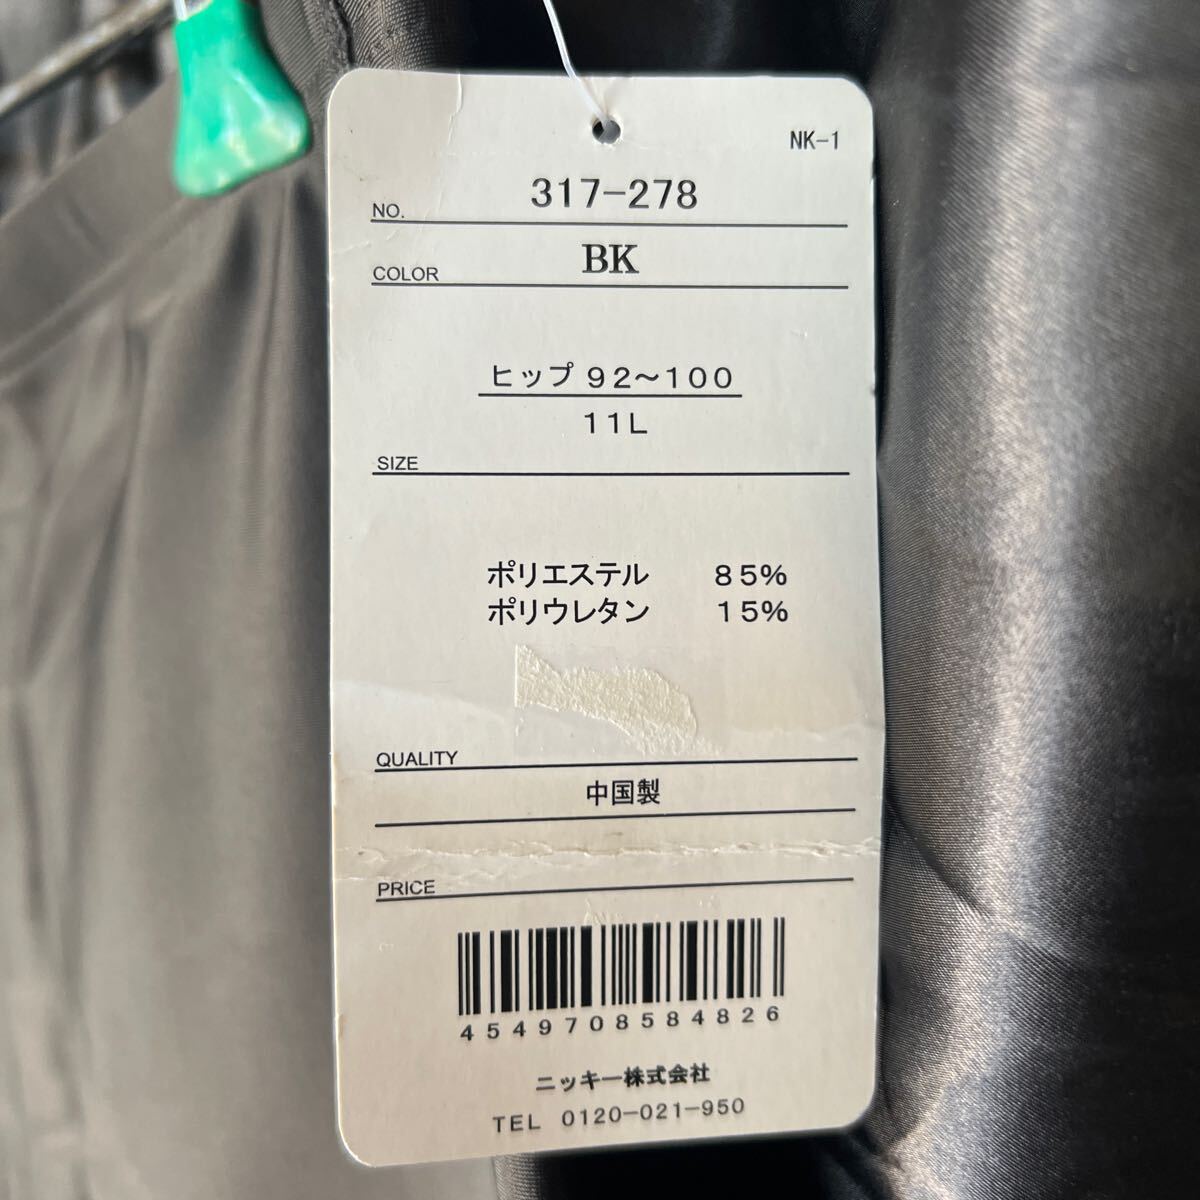 NK-1
NO. 317-278
COLOR BK
ヒップ 92～100
11L
SIZE
ポリエステル 85%
ポリウレタン 15%
QUALITY
中国製
PRICE
4549708584826
ニッキー株式会社
TEL 0120-021-950